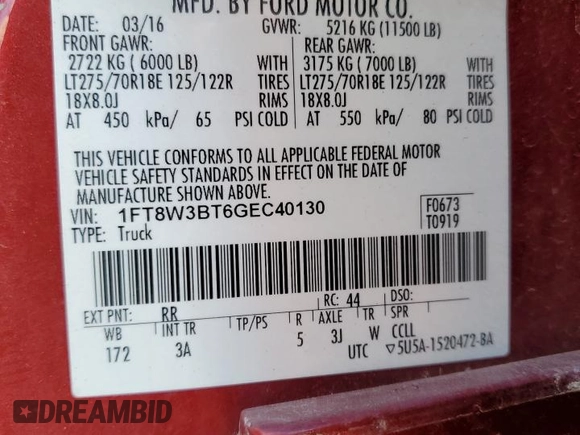 MFD. BY FORD MOTOR CO.
DATE: 03/16 GVWR: 5216 KG (11500 LB)
FRONT GAWR: REAR GAWR:
2722 KG ( 6000 LB) 3175 KG ( 7000 LB)
LT275/70R18E 125/122R TIRES LT275/70R18E 125/122R TIRES
18X8.0J RIMS 18X8.0J RIMS
AT 450 kPa/ 65 PSI COLD AT 550 kPa/ 80 PSI COLD
THIS VEHICLE CONFORMS TO ALL APPLICABLE FEDERAL MOTOR
VEHICLE SAFETY STANDARDS IN EFFECT ON THE DATE OF
MANUFACTURE SHOWN ABOVE.
VIN: 1FT8W3BT6GEC40130 F0673
TYPE: Truck T0919
EXT PNT: RR RC: 44 DSO:
WB INT TR TP/PS R AXLE TR SPR
172 3A 5 3J W CCLL
UTC ▽5U5A-1520472-BA
DREAMBID